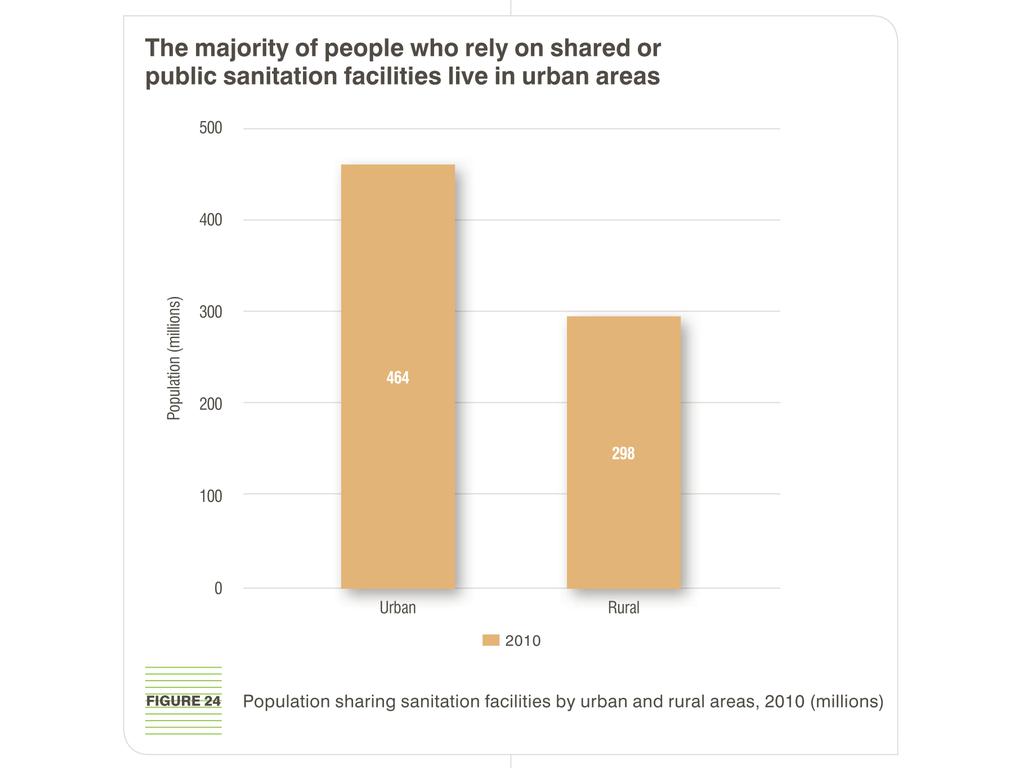 The majority of people who rely on shared or
public sanitation facilities live in urban areas
Population (millions)
500
400
300
200
100
0
464
298
Urban
Rural
2010
FIGURE 24
Population sharing sanitation facilities by urban and rural areas, 2010 (millions)